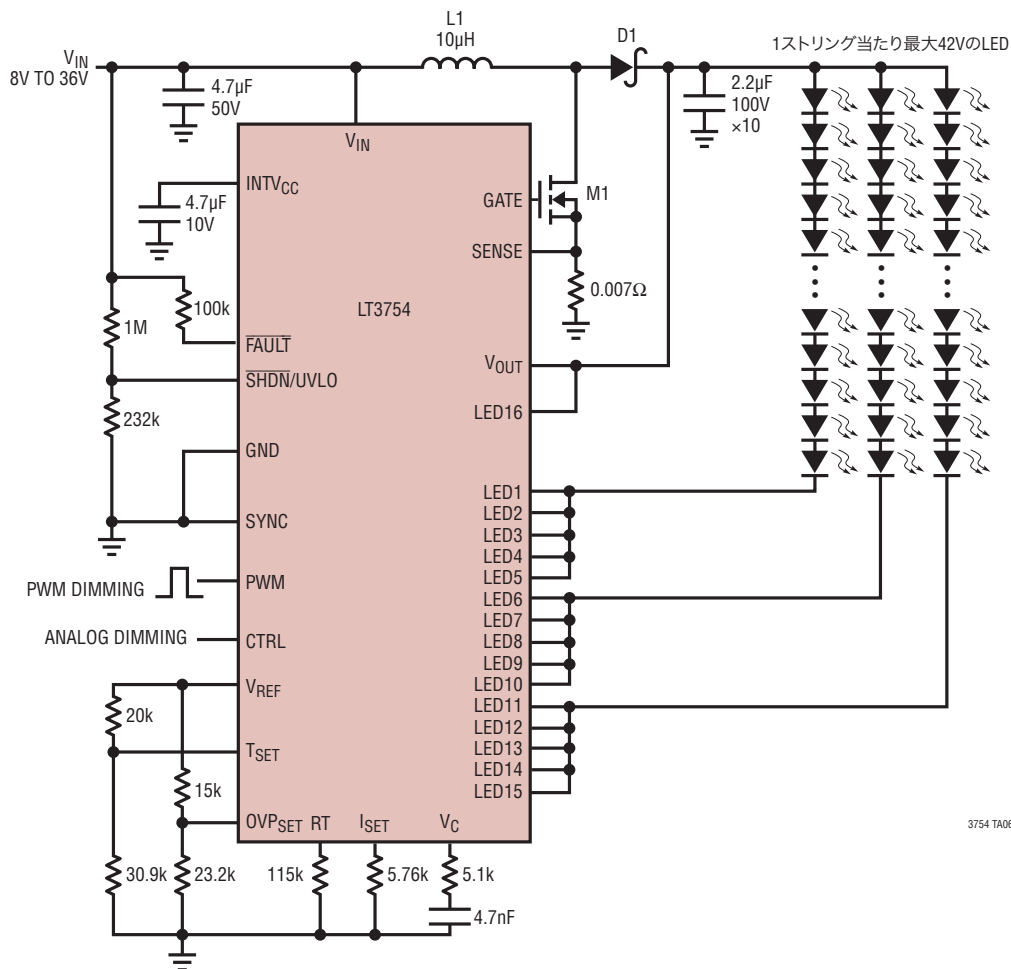 L1
10µH
D1
1ストリング当たり最大42VのLED
VIN
8V TO 36V
4.7µF
50V
2.2µF
100V
×10
VIN
INTVCC
4.7µF
10V
GATE
M1
SENSE
0.007Ω
LT3754
100k
1M
FAULT
VOUT
SHDN/UVLO
LED16
232k
GND
SYNC
LED1
LED2
LED3
LED4
LED5
PWM DIMMING
PWM
LED6
LED7
ANALOG DIMMING
CTRL
LED8
LED9
LED10
VREF
LED11
20k
LED12
LED13
TSET
LED14
15k
LED15
OVPSET
RT
ISET
VC
3754 TA06
30.9k
23.2k
115k
5.76k
5.1k
4.7nF